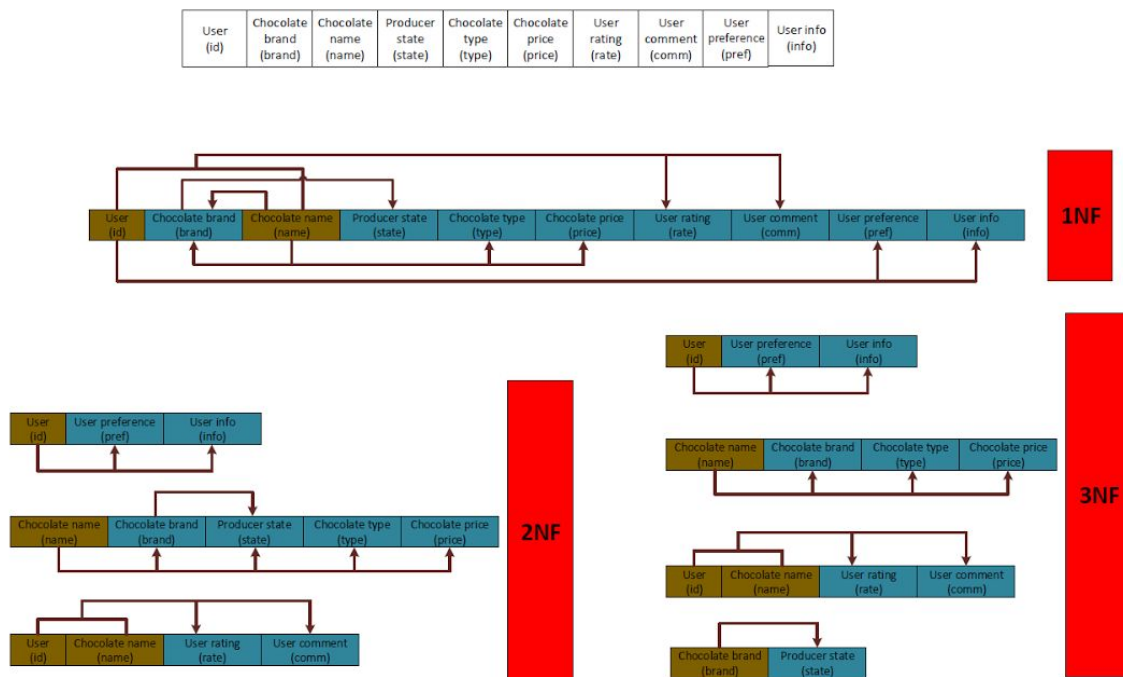 User
(id)
Chocolate
brand
(brand)
Chocolate
name
(name)
Producer
state
(state)
Chocolate
type
(type)
Chocolate
price
(price)
User
rating
(rate)
User
comment
(comm)
User
preference
(pref)
User info
(info)
User
(id)
Chocolate brand
(brand)
Chocolate name
(name)
Producer state
(state)
Chocolate type
(type)
Chocolate price
(price)
User rating
(rate)
User comment
(comm)
User preference
(pref)
User info
(info)
1NF
User
(id)
User preference
(pref)
User info
(info)
Chocolate name
(name)
Chocolate brand
(brand)
Producer state
(state)
Chocolate type
(type)
Chocolate price
(price)
User
(id)
Chocolate name
(name)
User rating
(rate)
User comment
(comm)
2NF
User
(id)
User preference
(pref)
User info
(info)
Chocolate name
(name)
Chocolate brand
(brand)
Chocolate type
(type)
Chocolate price
(price)
User
(id)
Chocolate name
(name)
User rating
(rate)
User comment
(comm)
Chocolate brand
(brand)
Producer state
(state)
3NF